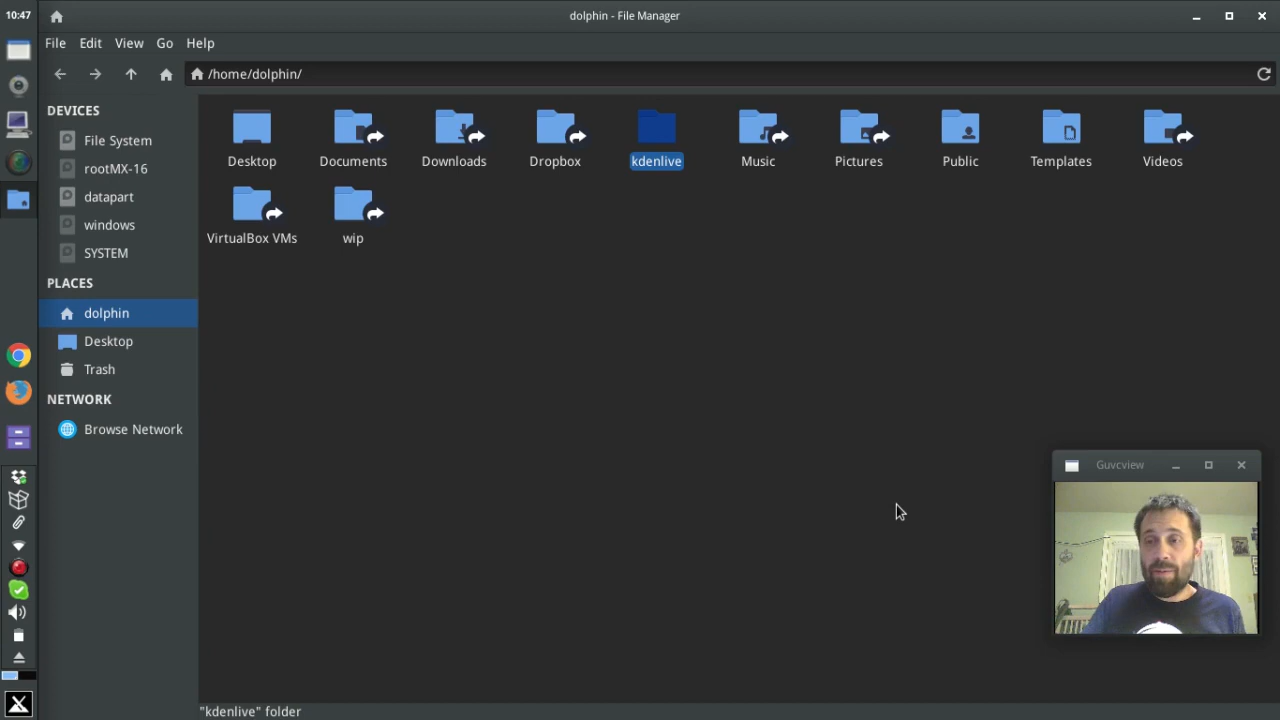 10:47
dolphin - File Manager
File Edit View Go Help
/home/dolphin/
DEVICES
File System
rootMX-16
datapart
windows
SYSTEM
PLACES
dolphin
Desktop
Trash
NETWORK
Browse Network
Desktop Documents Downloads Dropbox kdenlive Music Pictures Public Templates Videos
VirtualBox VMs wip
Guvcview
"kdenlive" folder